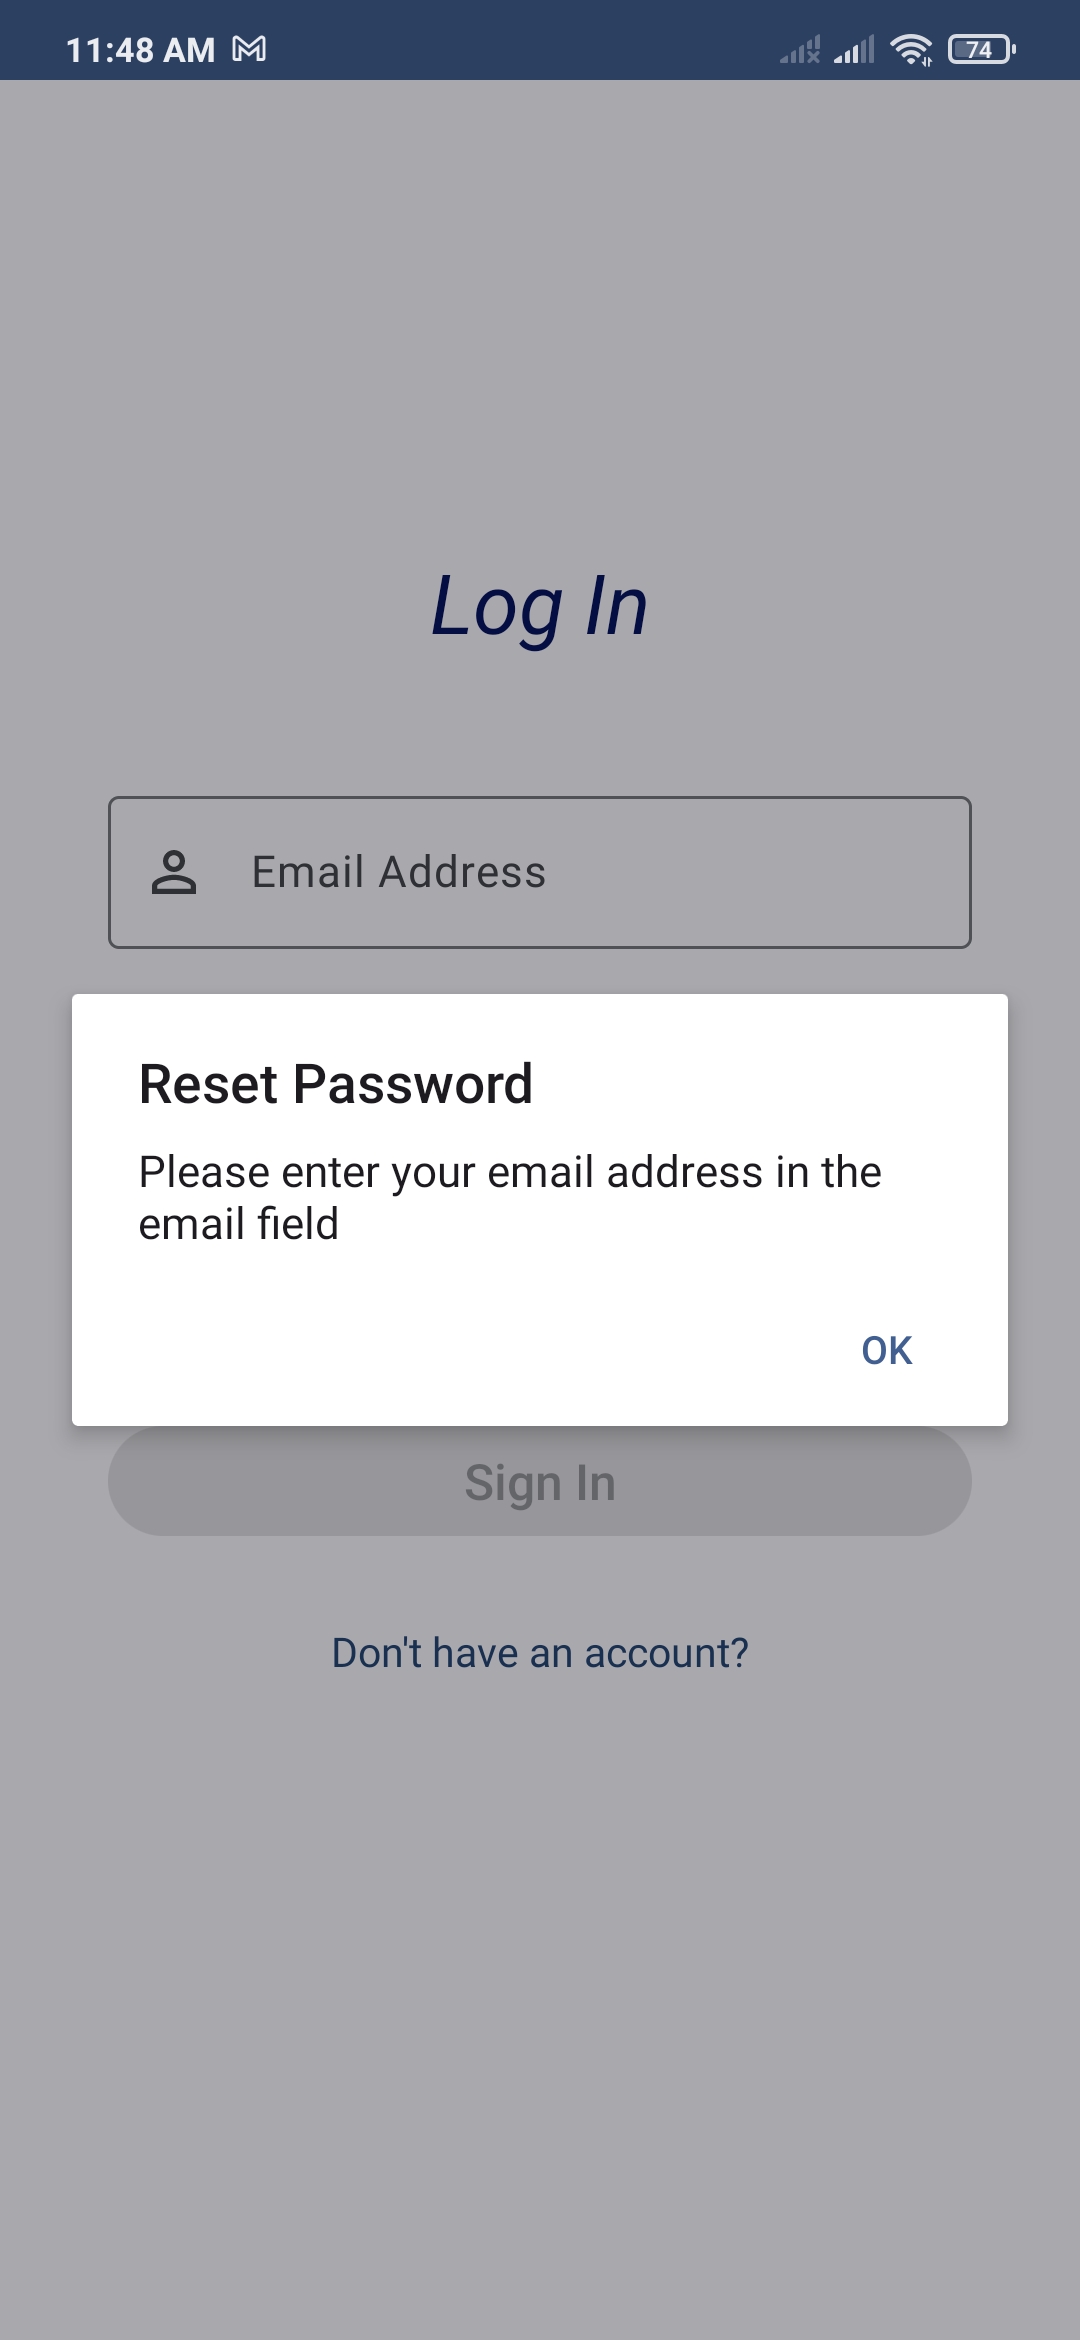 11:48 AM
74
Log In
Email Address
Reset Password
Please enter your email address in the
email field
OK
Sign In
Don't have an account?